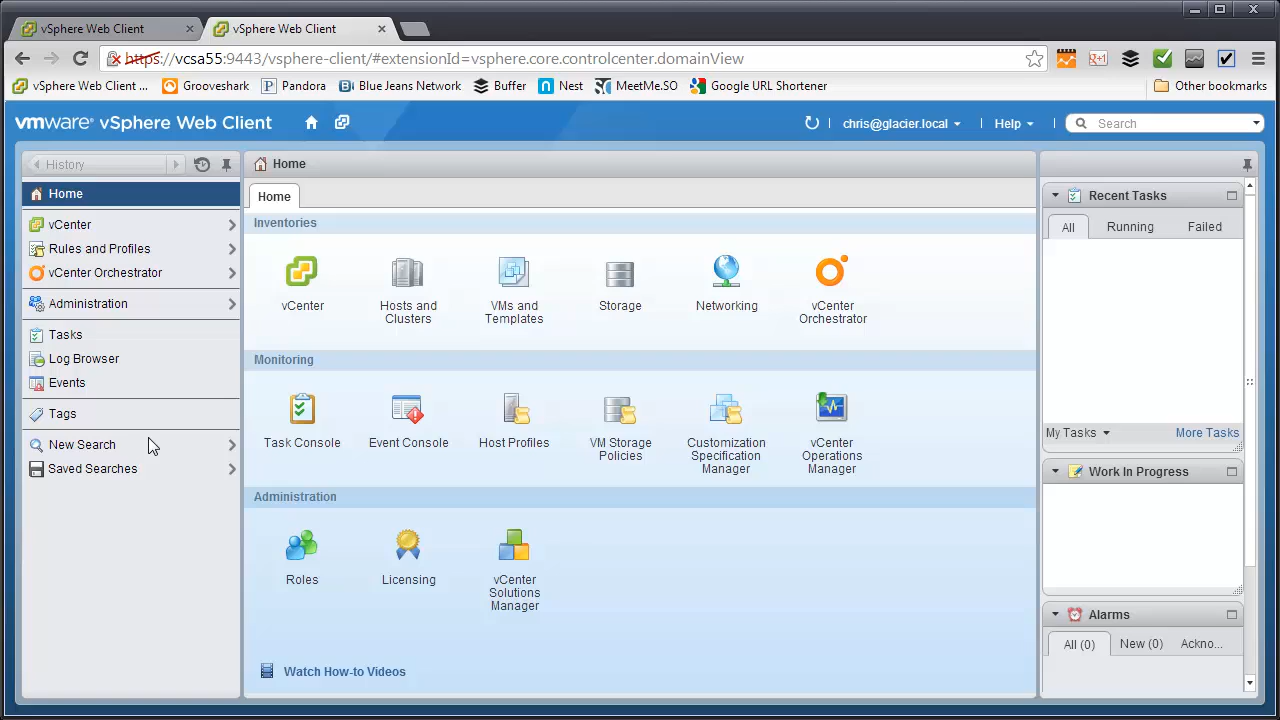 vSphere Web Client
vSphere Web Client
https://vcsa55:9443/vsphere-client/#extensionId=vsphere.core.controlcenter.domainView
vSphere Web Client ...
Grooveshark
Pandora
Blue Jeans Network
Buffer
Nest
MeetMe.SO
Google URL Shortener
Other bookmarks
vmware® vSphere Web Client
chris@glacier.local
Help
Search
History
Home
vCenter
Rules and Profiles
vCenter Orchestrator
Administration
Tasks
Log Browser
Events
Tags
New Search
Saved Searches
Home
Home
Inventories
vCenter
Hosts and
Clusters
VMs and
Templates
Storage
Networking
vCenter
Orchestrator
Monitoring
Task Console
Event Console
Host Profiles
VM Storage
Policies
Customization
Specification
Manager
vCenter
Operations
Manager
Administration
Roles
Licensing
vCenter
Solutions
Manager
Watch How-to Videos
Recent Tasks
All
Running
Failed
My Tasks
More Tasks
Work In Progress
Alarms
All (0)
New (0)
Ackno...